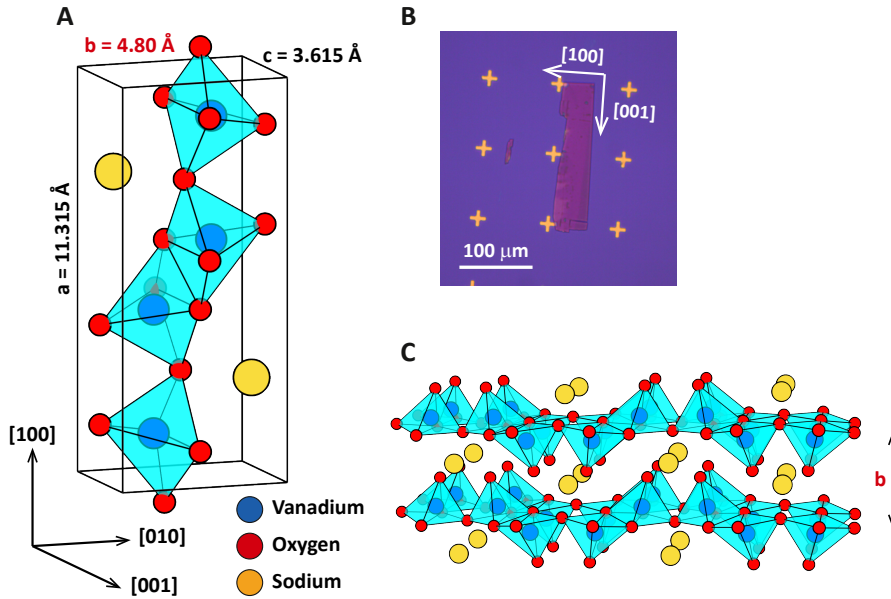 A
b = 4.80 Å
c = 3.615 Å
a = 11.315 Å
[100]
[010]
[001]
Vanadium
Oxygen
Sodium
B
[100]
[001]
100 μm
C
b